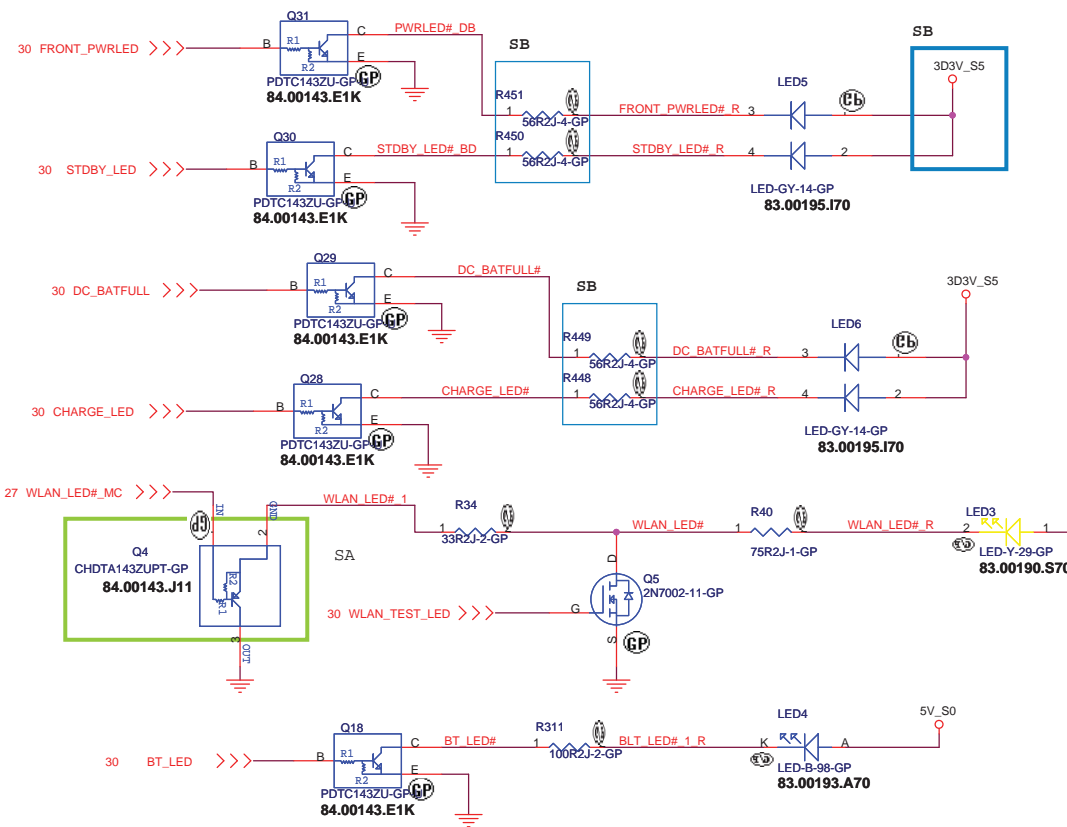 Q31
30 FRONT_PWRLED
B
R1
R2
C
E
PWRLED#_DB
GP
PDTC143ZU-GP-U
84.00143.E1K
SB
R451
1
56R2J-4-GP
FRONT_PWRLED#_R
3
LED5
SB
3D3V_S5
Q30
30 STDBY_LED
B
R1
R2
C
E
STDBY_LED#_BD
GP
PDTC143ZU-GP-U
84.00143.E1K
R450
1
56R2J-4-GP
STDBY_LED#_R
4
2
LED-GY-14-GP
83.00195.I70
Q29
30 DC_BATFULL
B
R1
R2
C
E
DC_BATFULL#
GP
PDTC143ZU-GP-U
84.00143.E1K
SB
R449
1
56R2J-4-GP
DC_BATFULL#_R
3
LED6
3D3V_S5
Q28
30 CHARGE_LED
B
R1
R2
C
E
CHARGE_LED#
GP
PDTC143ZU-GP-U
84.00143.E1K
R448
1
56R2J-4-GP
CHARGE_LED#_R
4
2
LED-GY-14-GP
83.00195.I70
27 WLAN_LED#_MC
IN
GND
2
GP
WLAN_LED#_1
Q4
CHDTA143ZUPT-GP
84.00143.J11
R2
R1
3
OUT
SA
R34
1
33R2J-2-GP
WLAN_LED#
R40
1
75R2J-1-GP
WLAN_LED#_R
2
LED3
1
LED-Y-29-GP
83.00190.S70
D
Q5
2N7002-11-GP
30 WLAN_TEST_LED
G
S
GP
Q18
30 BT_LED
B
R1
R2
C
E
BT_LED#
GP
PDTC143ZU-GP-U
84.00143.E1K
R311
1
100R2J-2-GP
BLT_LED#_1_R
K
LED4
A
5V_S0
LED-B-98-GP
83.00193.A70